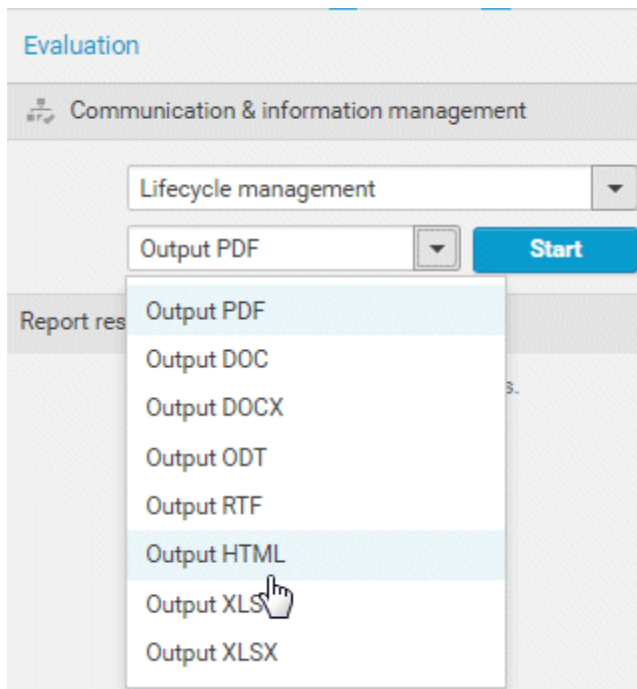 Evaluation
Communication & information management
Lifecycle management
Output PDF
Start
Report res
s.
Output PDF
Output DOC
Output DOCX
Output ODT
Output RTF
Output HTML
Output XLS
Output XLSX